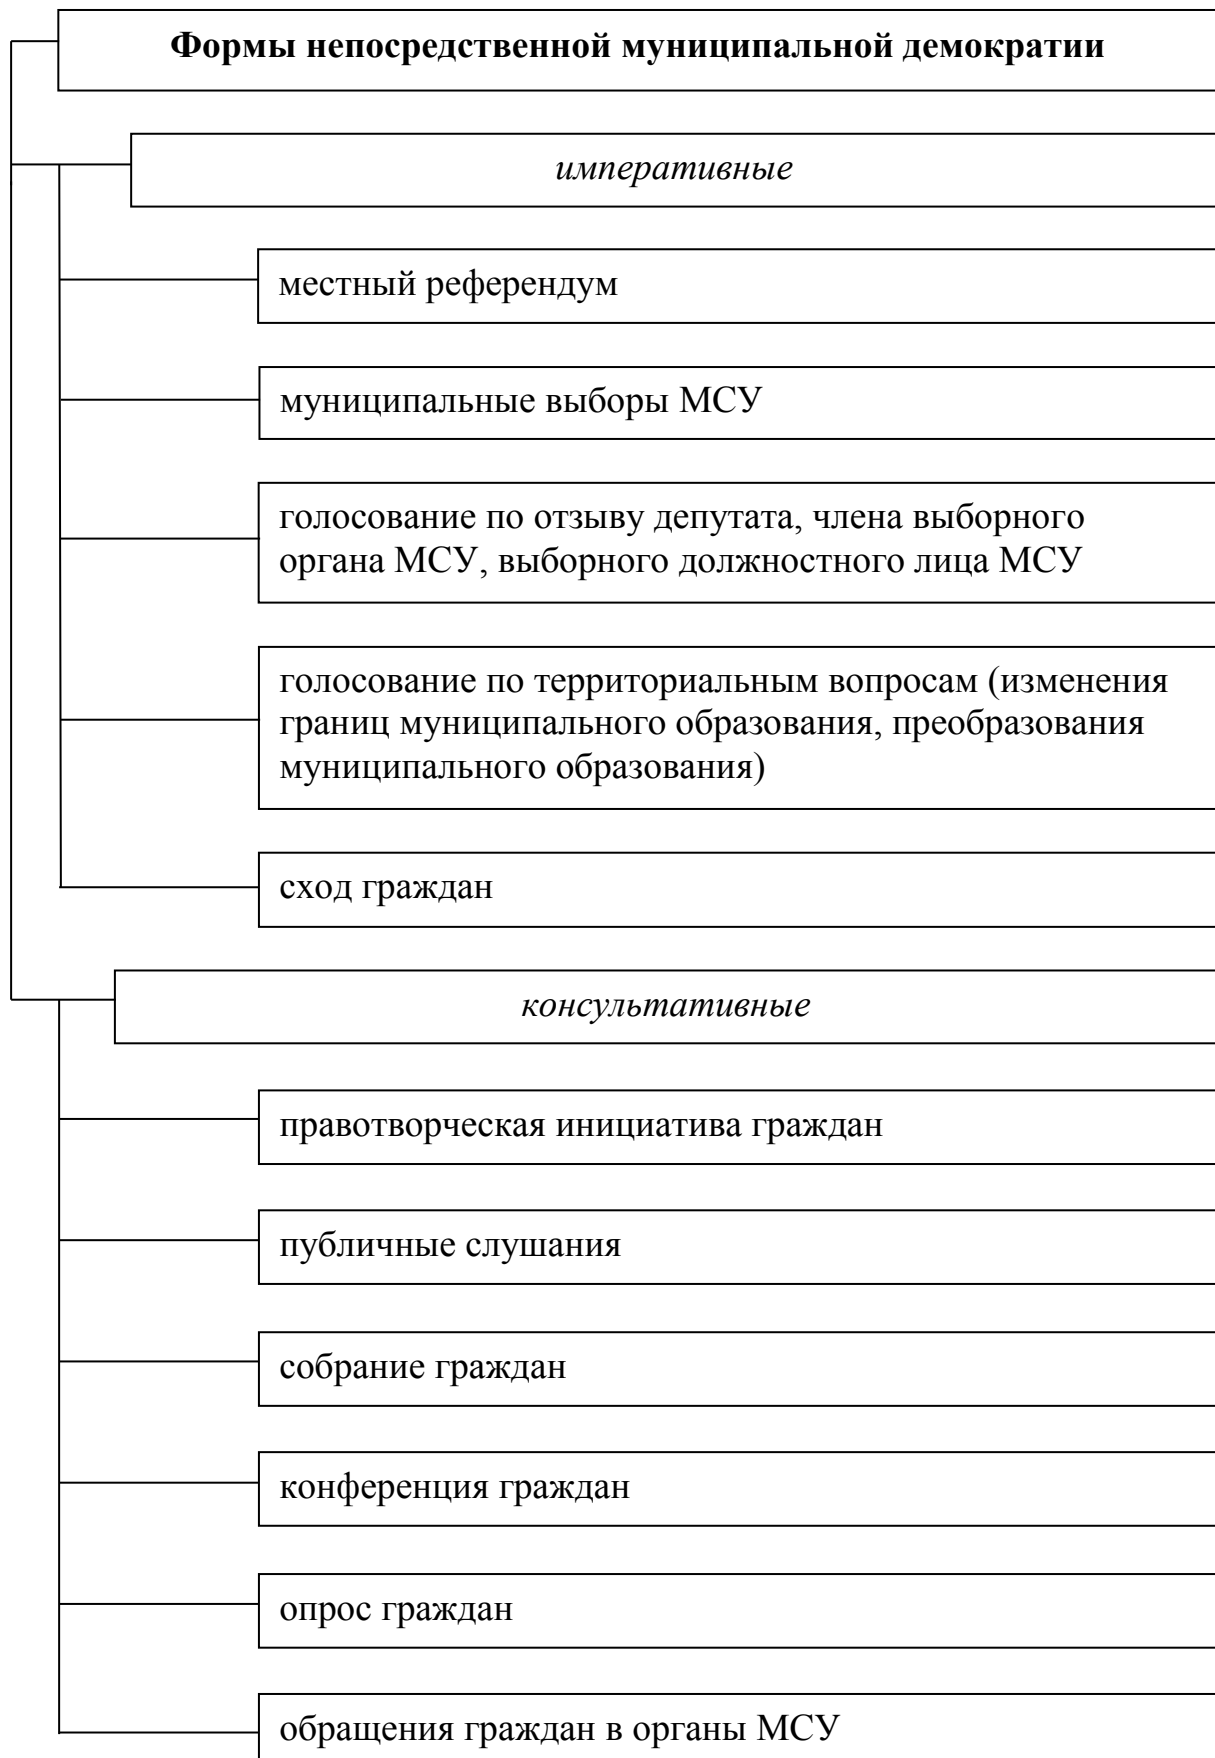 Формы непосредственной муниципальной демократии
императивные
местный референдум
муниципальные выборы МСУ
голосование по отзыву депутата, члена выборного
органа МСУ, выборного должностного лица МСУ
голосование по территориальным вопросам (изменения
границ муниципального образования, преобразования
муниципального образования)
сход граждан
консультативные
правотворческая инициатива граждан
публичные слушания
собрание граждан
конференция граждан
опрос граждан
обращения граждан в органы МСУ